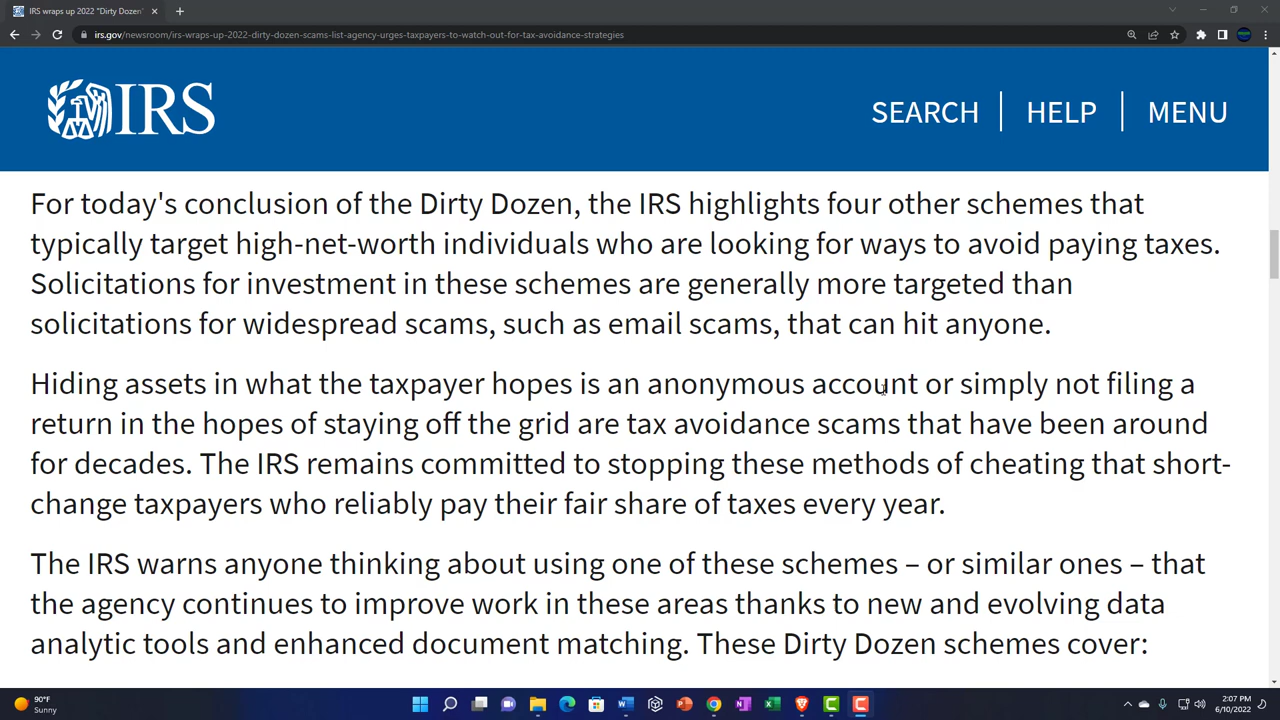 IRS wraps up 2022 "Dirty Dozen"
irs.gov/newsroom/irs-wraps-up-2022-dirty-dozen-scams-list-agency-urges-taxpayers-to-watch-out-for-tax-avoidance-strategies
IRS
SEARCH
HELP
MENU
For today's conclusion of the Dirty Dozen, the IRS highlights four other schemes that
typically target high-net-worth individuals who are looking for ways to avoid paying taxes.
Solicitations for investment in these schemes are generally more targeted than
solicitations for widespread scams, such as email scams, that can hit anyone.
Hiding assets in what the taxpayer hopes is an anonymous account or simply not filing a
return in the hopes of staying off the grid are tax avoidance scams that have been around
for decades. The IRS remains committed to stopping these methods of cheating that short-
change taxpayers who reliably pay their fair share of taxes every year.
The IRS warns anyone thinking about using one of these schemes – or similar ones – that
the agency continues to improve work in these areas thanks to new and evolving data
analytic tools and enhanced document matching. These Dirty Dozen schemes cover:
90°F
Sunny
2:07 PM
6/10/2022